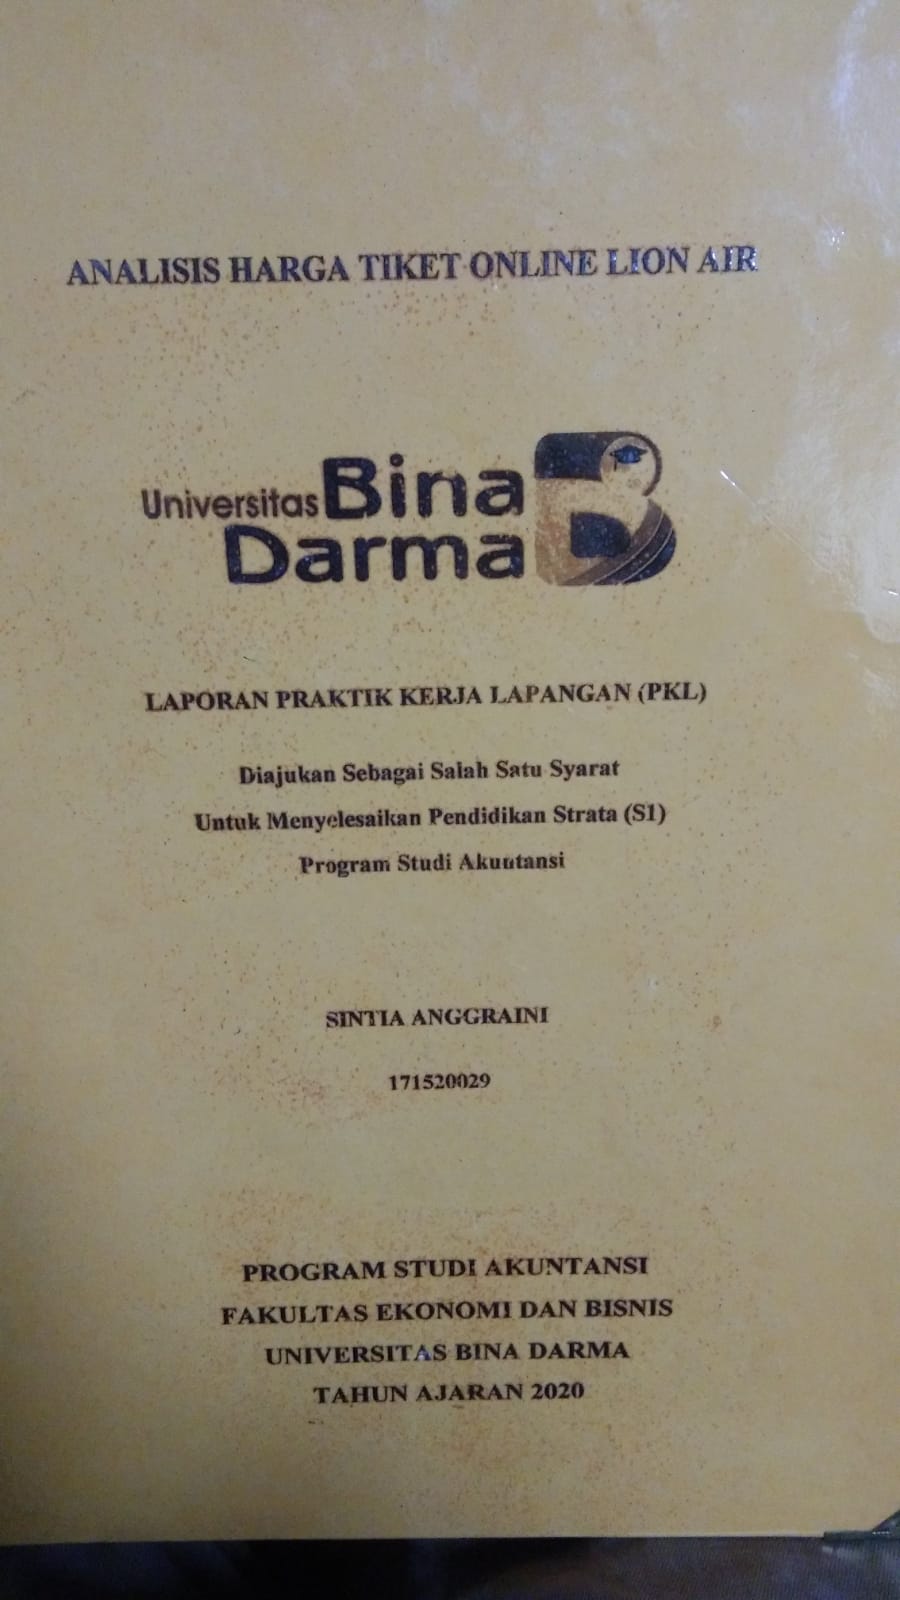 ANALISIS HARGA TIKET ONLINE LION AIR
Universitas Bina
Darma
LAPORAN PRAKTIK KERJA LAPANGAN (PKL)
Diajukan Sebagai Salah Satu Syarat
Untuk Menyelesaikan Pendidikan Strata (S1)
Program Studi Akuntansi
SINTIA ANGGRAINI
171520029
PROGRAM STUDI AKUNTANSI
FAKULTAS EKONOMI DAN BISNIS
UNIVERSITAS BINA DARMA
TAHUN AJARAN 2020